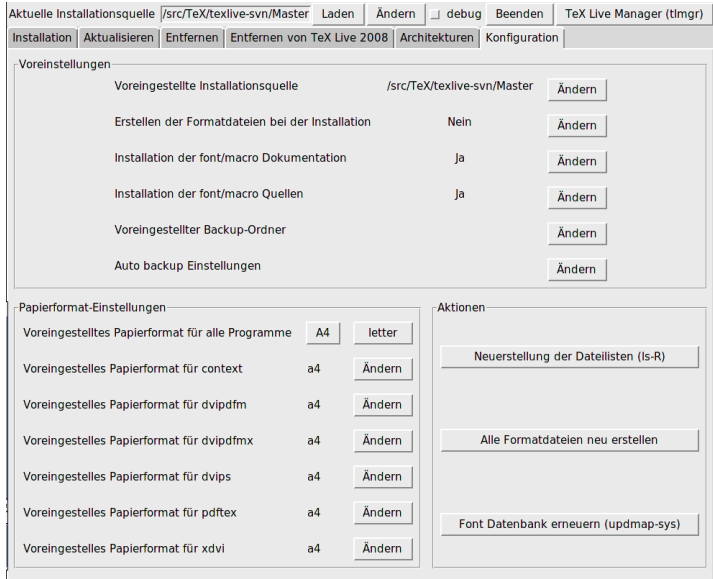 Aktuelle Installationsquelle /src/TeX/texlive-svn/Master Laden Ändern debug Beenden TeX Live Manager (tlmgr)
Installation Aktualisieren Entfernen Entfernen von TeX Live 2008 Architekturen Konfiguration
Voreinstellungen
Voreingestellte Installationsquelle /src/TeX/texlive-svn/Master Ändern
Erstellen der Formatdateien bei der Installation Nein Ändern
Installation der font/macro Dokumentation Ja Ändern
Installation der font/macro Quellen Ja Ändern
Voreingestellter Backup-Ordner Ändern
Auto backup Einstellungen Ändern
Papierformat-Einstellungen
Voreingestelltes Papierformat für alle Programme A4 letter
Voreingestelles Papierformat für context a4 Ändern
Voreingestelles Papierformat für dvipdfm a4 Ändern
Voreingestelles Papierformat für dvipdfmx a4 Ändern
Voreingestelles Papierformat für dvips a4 Ändern
Voreingestelles Papierformat für pdftex a4 Ändern
Voreingestelles Papierformat für xdvi a4 Ändern
Aktionen
Neuerstellung der Dateilisten (ls-R)
Alle Formatdateien neu erstellen
Font Datenbank erneuern (updmap-sys)